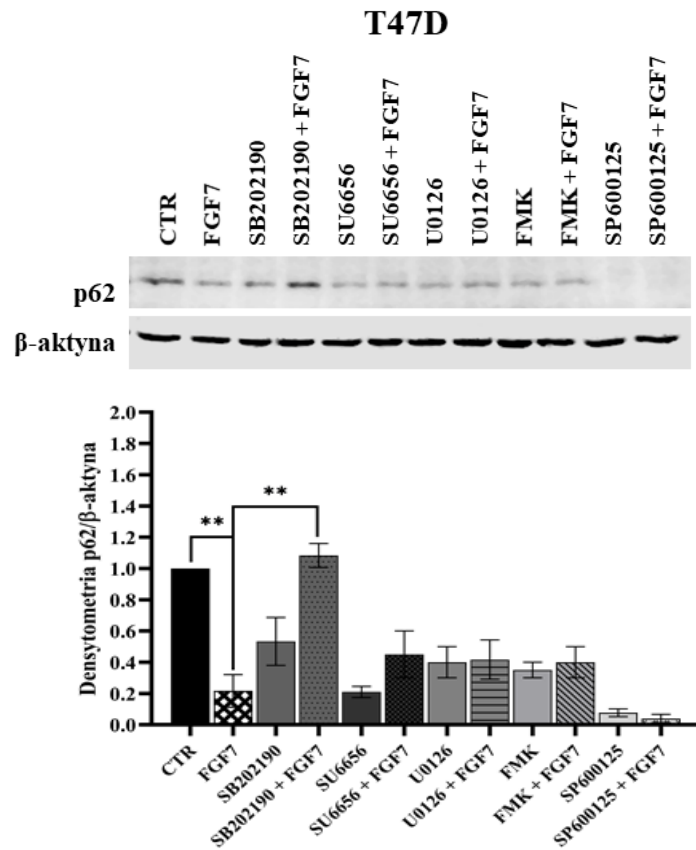 T47D
CTR
FGF7
SB202190
SB202190 + FGF7
SU6656
SU6656 + FGF7
U0126
U0126 + FGF7
FMK
FMK + FGF7
SP600125
SP600125 + FGF7
p62
β-aktyna
Densytometria p62/β-aktyna
2.0
1.8
1.6
1.4
1.2
1.0
0.8
0.6
0.4
0.2
0.0
**
**
CTR
FGF7
SB202190
SB202190 + FGF7
SU6656
SU6656 + FGF7
U0126
U0126 + FGF7
FMK
FMK + FGF7
SP600125
SP600125 + FGF7